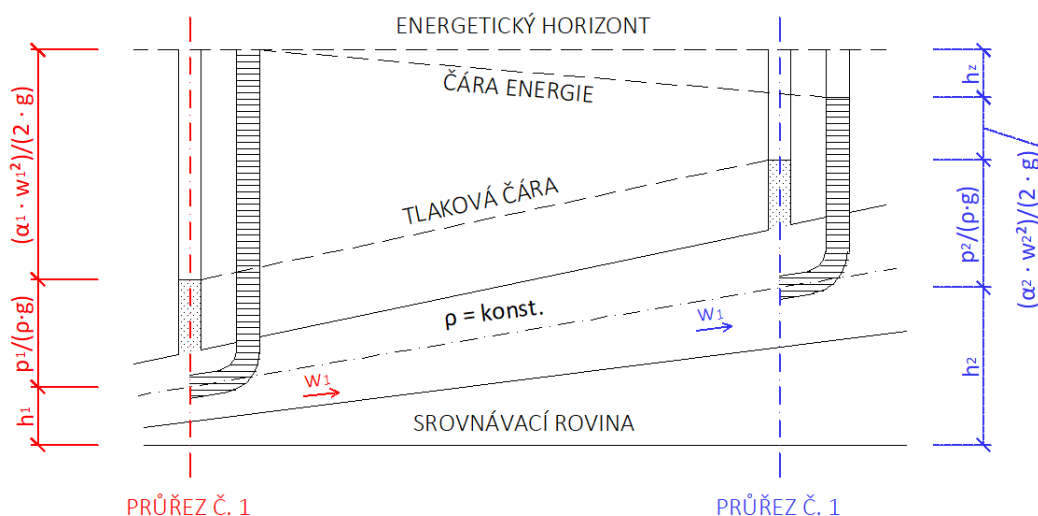 ENERGETICKÝ HORIZONT
ČÁRA ENERGIE
TLAKOVÁ ČÁRA
ρ = konst.
w₁
w₁
SROVNÁVACÍ ROVINA
(α¹ · w¹²)/(2 · g)
p¹/(ρ·g)
h¹
hᶻ
(α² · w²²)/(2 · g)
p²/(ρ·g)
h²
PRŮŘEZ Č. 1
PRŮŘEZ Č. 1